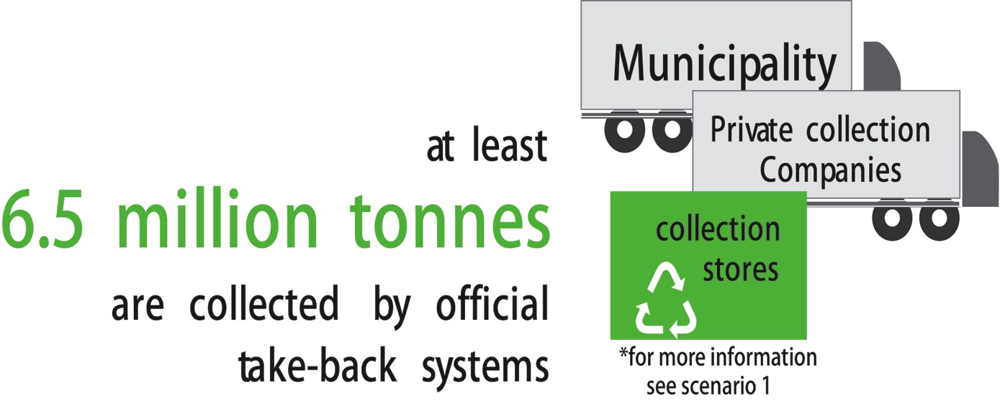 at least
6.5 million tonnes
are collected by official
take-back systems
Municipality
Private collection
Companies
collection
stores
*for more information
see scenario 1